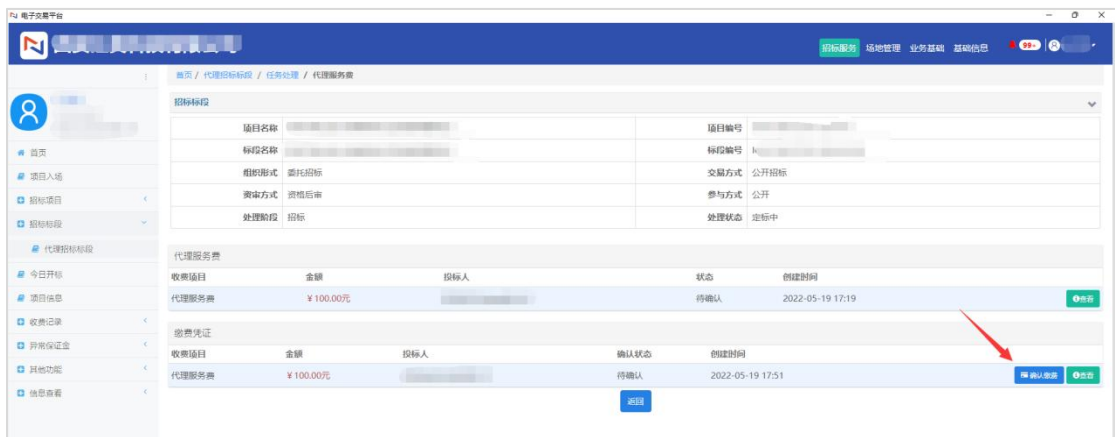 电子交易平台
招标服务 场地管理 业务基础 基础信息 99+
首页 / 代理招标标段 / 任务处理 / 代理服务费
招标标段
项目名称 项目编号
标段名称 标段编号
组织形式 委托招标 交易方式 公开招标
资审方式 资格后审 参与方式 公开
处理阶段 招标 处理状态 定标中
首页
项目入场
招标项目
招标标段
代理招标标段
今日开标
项目信息
收费记录
异常保证金
其他功能
信息查看
代理服务费
收费项目 金额 投标人 状态 创建时间
代理服务费 ￥100.00元 待确认 2022-05-19 17:19 查看
缴费凭证
收费项目 金额 投标人 确认状态 创建时间
代理服务费 ￥100.00元 待确认 2022-05-19 17:51 确认缴费 查看
返回